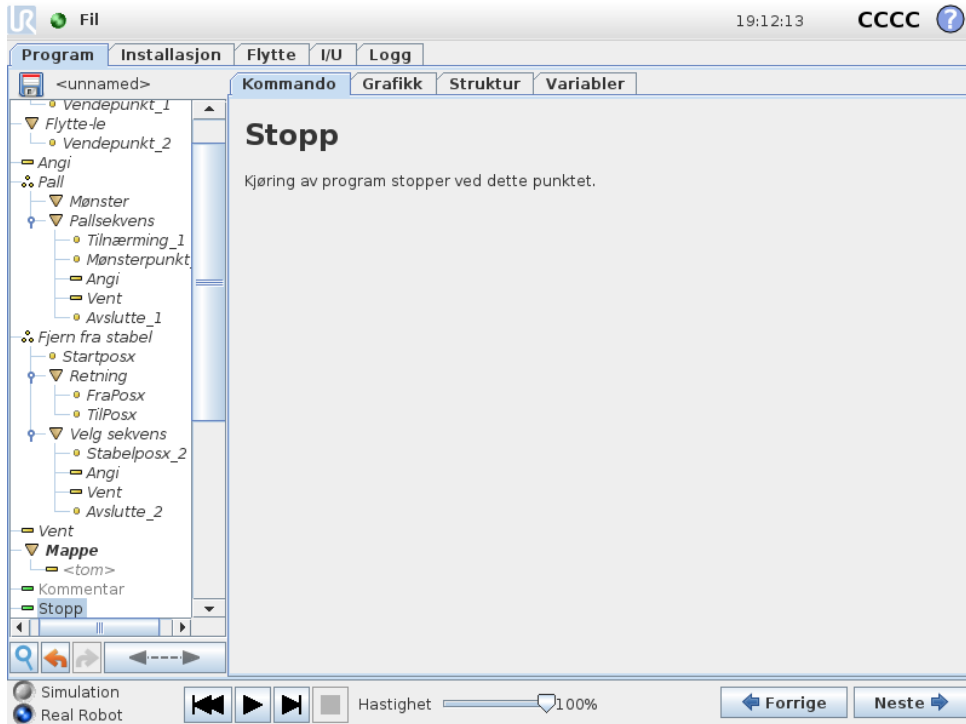 UR Fil 19:12:13 CCCC ?
Program Installasjon Flytte I/U Logg
<unnamed> Kommando Grafikk Struktur Variabler
Vendepunkt_1
Flytte-le
Vendepunkt_2
Angi
Pall
Mønster
Pallsekvens
Tilnærming_1
Mønsterpunkt_
Angi
Vent
Avslutte_1
Fjern fra stabel
Startposx
Retning
FraPosx
TilPosx
Velg sekvens
Stabelposx_2
Angi
Vent
Avslutte_2
Vent
Mappe
<tom>
Kommentar
Stopp
Stopp
Kjøring av program stopper ved dette punktet.
Simulation
Real Robot
Hastighet 100%
Forrige Neste